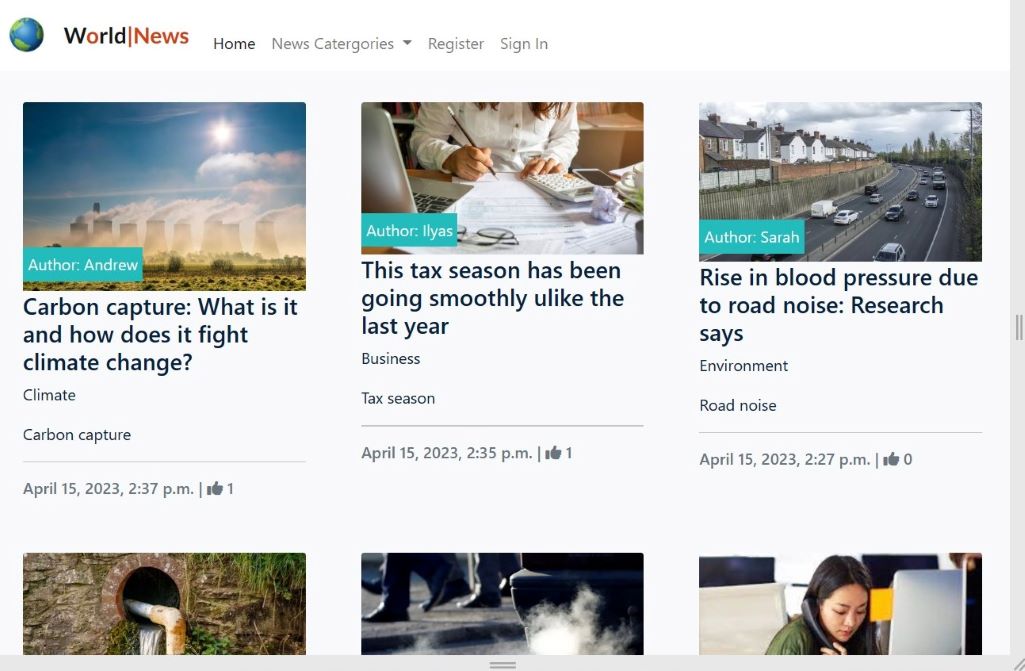 World|News
Home News Catergories Register Sign In
Author: Andrew
Carbon capture: What is it
and how does it fight
climate change?
Climate
Carbon capture
April 15, 2023, 2:37 p.m. | 1
Author: Ilyas
This tax season has been
going smoothly ulike the
last year
Business
Tax season
April 15, 2023, 2:35 p.m. | 1
Author: Sarah
Rise in blood pressure due
to road noise: Research
says
Environment
Road noise
April 15, 2023, 2:27 p.m. | 0